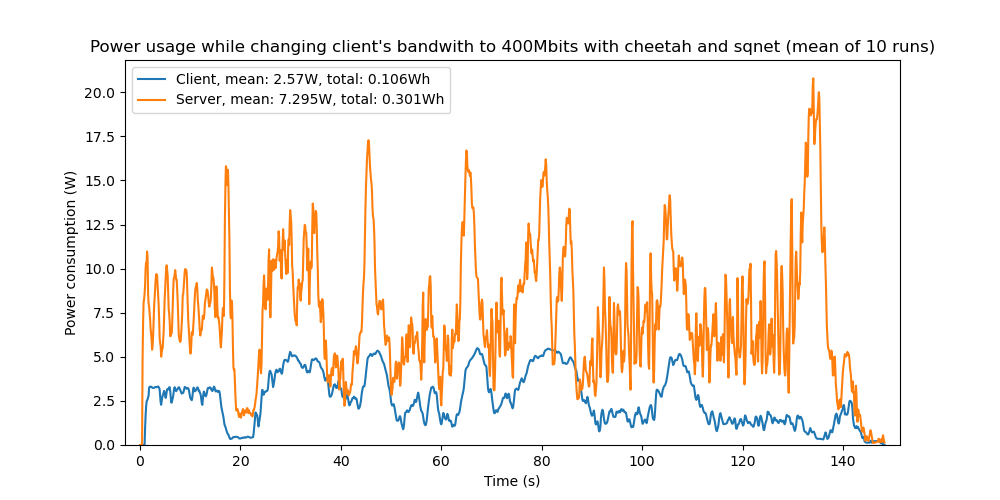 Power usage while changing client's bandwith to 400Mbits with cheetah and sqnet (mean of 10 runs)
Client, mean: 2.57W, total: 0.106Wh
Server, mean: 7.295W, total: 0.301Wh
20.0
17.5
15.0
12.5
10.0
7.5
5.0
2.5
0.0
Power consumption (W)
0 20 40 60 80 100 120 140
Time (s)